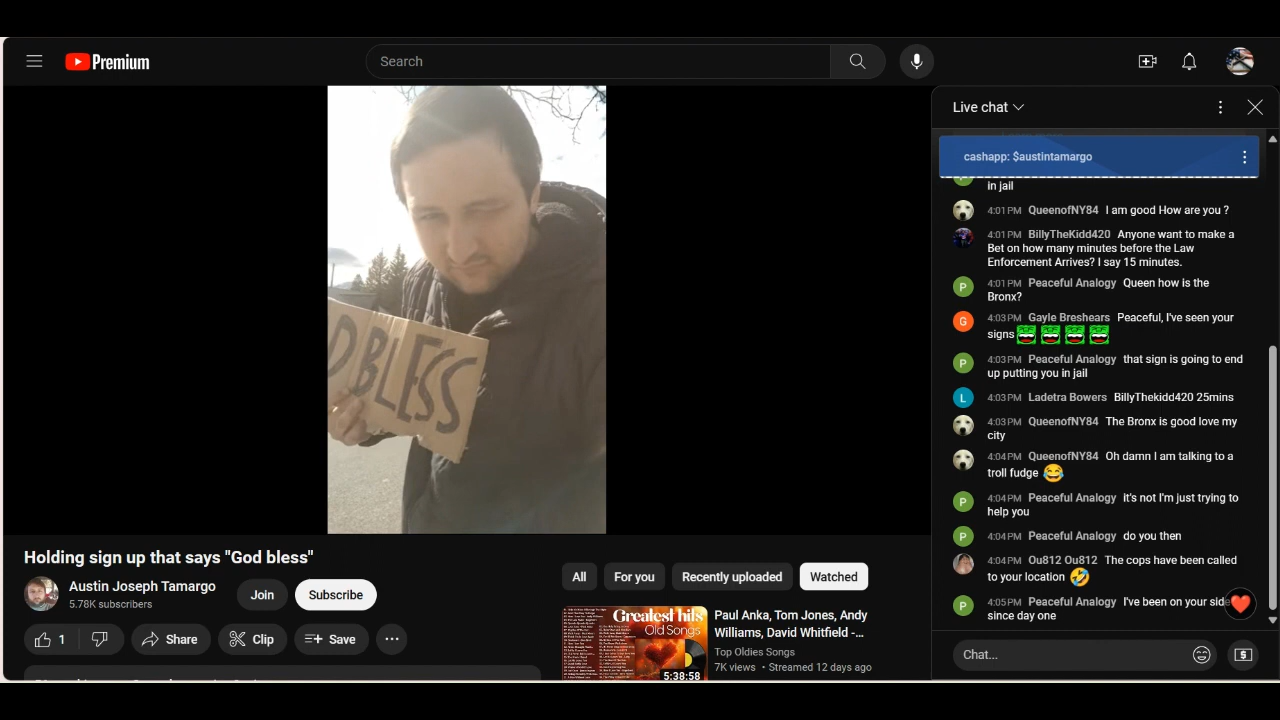 Premium
Search
DBLESS
Holding sign up that says "God bless"
Austin Joseph Tamargo
5.78K subscribers
Join
Subscribe
1
Share
Clip
Save
All
For you
Recently uploaded
Watched
Greatest hits
Old Songs
5:38:58
Paul Anka, Tom Jones, Andy
Williams, David Whitfield -...
Top Oldies Songs
7K views • Streamed 12 days ago
Live chat
cashapp: $austintamargo
P
in jail
4:01 PM QueenofNY84 I am good How are you ?
4:01 PM BillyTheKidd420 Anyone want to make a
Bet on how many minutes before the Law
Enforcement Arrives? I say 15 minutes.
P
4:01 PM Peaceful Analogy Queen how is the
Bronx?
G
4:03 PM Gayle Breshears Peaceful, I've seen your
signs
P
4:03 PM Peaceful Analogy that sign is going to end
up putting you in jail
L
4:03 PM Ladetra Bowers BillyThekidd420 25mins
4:03 PM QueenofNY84 The Bronx is good love my
city
4:04 PM QueenofNY84 Oh damn I am talking to a
troll fudge 😂
P
4:04 PM Peaceful Analogy it's not I'm just trying to
help you
P
4:04 PM Peaceful Analogy do you then
4:04 PM Ou812 Ou812 The cops have been called
to your location 🤣
P
4:05 PM Peaceful Analogy I've been on your side
since day one
Chat...